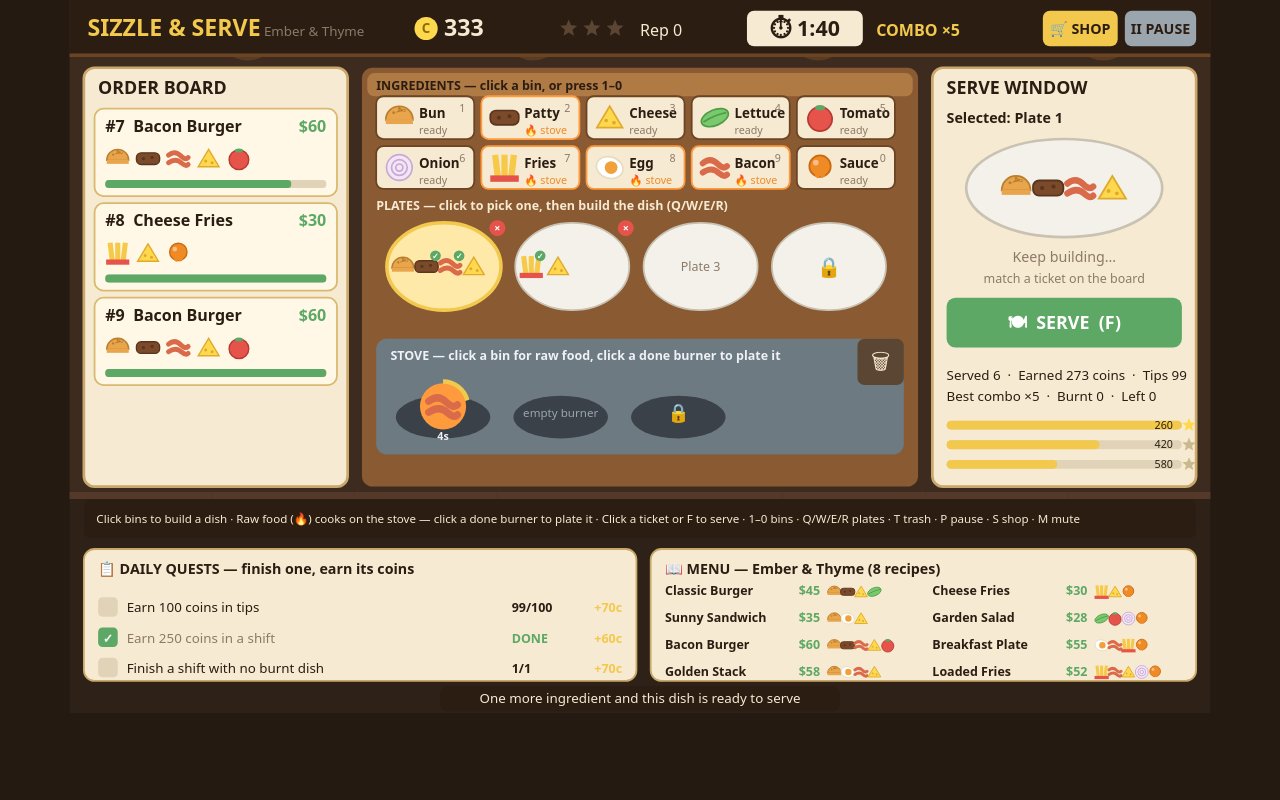 SIZZLE & SERVE Ember & Thyme C 333 Rep 0 1:40 COMBO ×5 SHOP II PAUSE
ORDER BOARD
#7 Bacon Burger $60
#8 Cheese Fries $30
#9 Bacon Burger $60
INGREDIENTS — click a bin, or press 1–0
Bun 1 ready
Patty 2 stove
Cheese 3 ready
Lettuce 4 ready
Tomato 5 ready
Onion 6 ready
Fries 7 stove
Egg 8 stove
Bacon 9 stove
Sauce 0 ready
PLATES — click to pick one, then build the dish (Q/W/E/R)
Plate 3
STOVE — click a bin for raw food, click a done burner to plate it
4s
empty burner
SERVE WINDOW
Selected: Plate 1
Keep building...
match a ticket on the board
SERVE (F)
Served 6 · Earned 273 coins · Tips 99
Best combo ×5 · Burnt 0 · Left 0
260
420
580
Click bins to build a dish · Raw food (🔥) cooks on the stove — click a done burner to plate it · Click a ticket or F to serve · 1–0 bins · Q/W/E/R plates · T trash · P pause · S shop · M mute
DAILY QUESTS — finish one, earn its coins
Earn 100 coins in tips 99/100 +70c
Earn 250 coins in a shift DONE +60c
Finish a shift with no burnt dish 1/1 +70c
MENU — Ember & Thyme (8 recipes)
Classic Burger $45 Cheese Fries $30
Sunny Sandwich $35 Garden Salad $28
Bacon Burger $60 Breakfast Plate $55
Golden Stack $58 Loaded Fries $52
One more ingredient and this dish is ready to serve